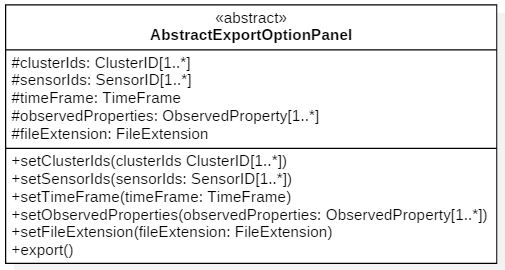 «abstract»
AbstractExportOptionPanel
#clusterIds: ClusterID[1..*]
#sensorIds: SensorID[1..*]
#timeFrame: TimeFrame
#observedProperties: ObservedProperty[1..*]
#fileExtension: FileExtension
+setClusterIds(clusterIds ClusterID[1..*])
+setSensorIds(sensorIds: SensorID[1..*])
+setTimeFrame(timeFrame: TimeFrame)
+setObservedProperties(observedProperties: ObservedProperty[1..*])
+setFileExtension(fileExtension: FileExtension)
+export()